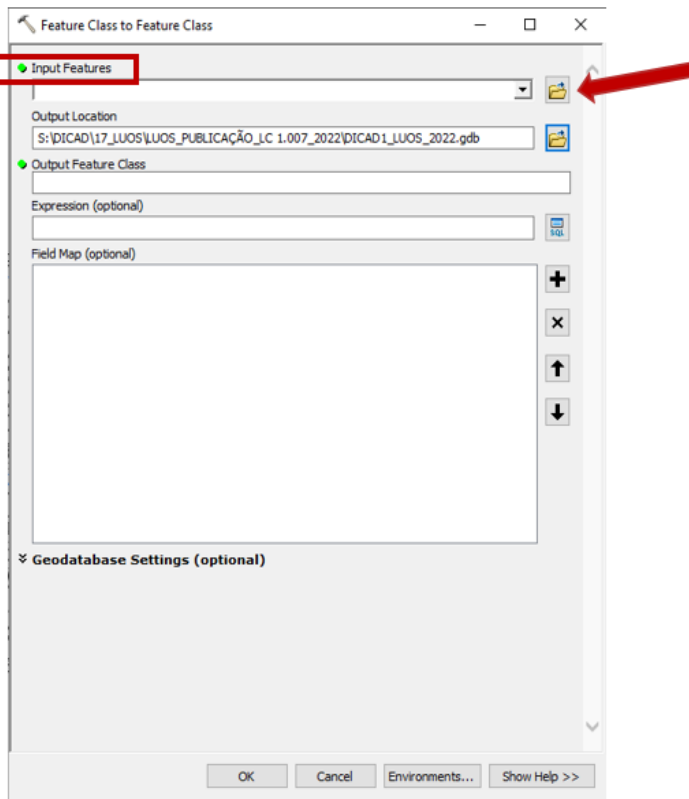 Feature Class to Feature Class
Input Features
Output Location
S:\DICAD\17_LUOS\LUOS_PUBLICAÇÃO_LC 1.007_2022\DICAD1_LUOS_2022.gdb
Output Feature Class
Expression (optional)
SQL
Field Map (optional)
Geodatabase Settings (optional)
OK Cancel Environments... Show Help >>